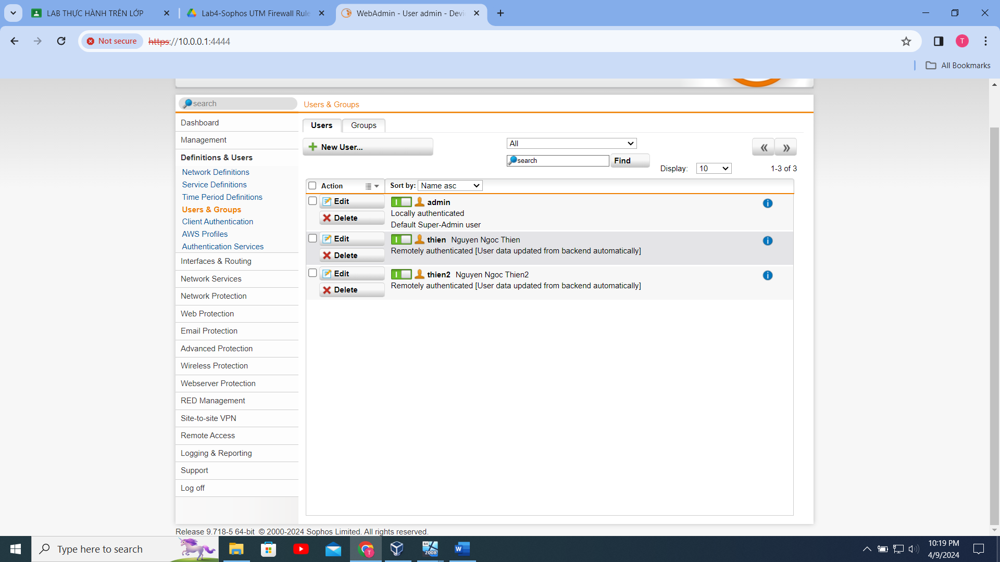 LAB THỰC HÀNH TRÊN LỚP
Lab4-Sophos UTM Firewall Rule
WebAdmin - User admin - Devi
Not secure
https://10.0.0.1:4444
T
All Bookmarks
search
Users & Groups
Dashboard
Management
Definitions & Users
Network Definitions
Service Definitions
Time Period Definitions
Users & Groups
Client Authentication
AWS Profiles
Authentication Services
Interfaces & Routing
Network Services
Network Protection
Web Protection
Email Protection
Advanced Protection
Wireless Protection
Webserver Protection
RED Management
Site-to-site VPN
Remote Access
Logging & Reporting
Support
Log off
Users
Groups
New User...
All
search
Find
Display:
10
1-3 of 3
Action
Sort by:
Name asc
Edit
Delete
admin
Locally authenticated
Default Super-Admin user
Edit
Delete
thien Nguyen Ngoc Thien
Remotely authenticated [User data updated from backend automatically]
Edit
Delete
thien2 Nguyen Ngoc Thien2
Remotely authenticated [User data updated from backend automatically]
Release 9.718-5 64-bit © 2000-2024 Sophos Limited. All rights reserved.
Type here to search
T
64
2008
W
10:19 PM
4/9/2024